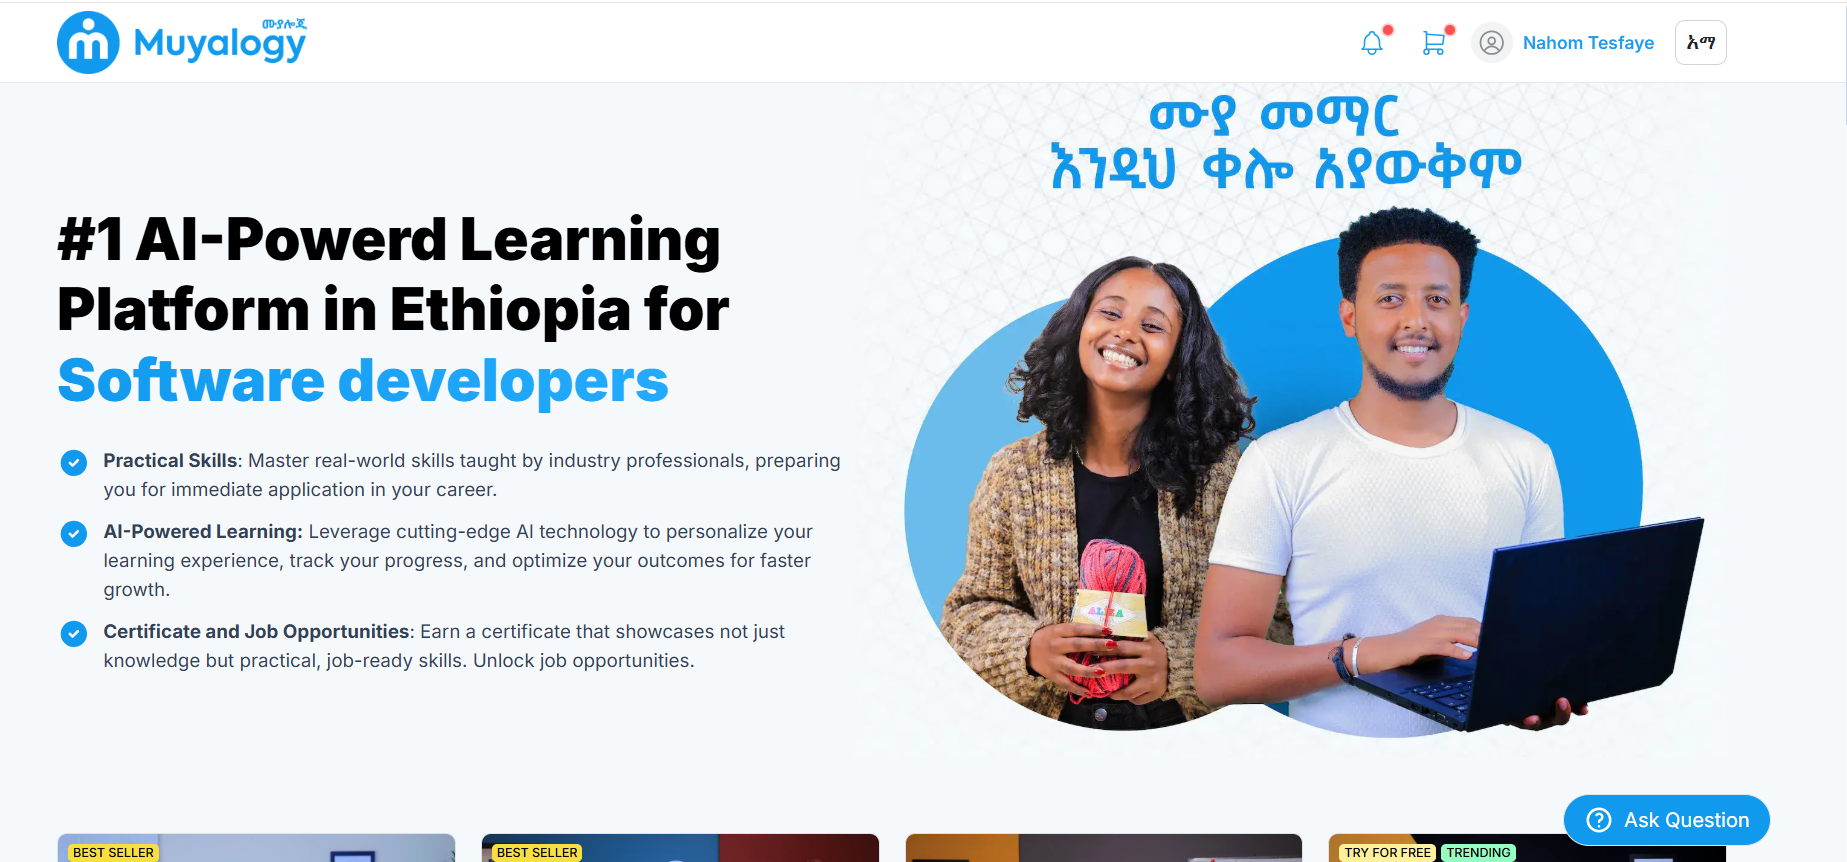 ሙያሎጂ
Muyalogy
Nahom Tesfaye
አማ
ሙያ መማር
እንዲህ ቀሎ አያውቅም
#1 AI-Powerd Learning
Platform in Ethiopia for
Software developers
Practical Skills: Master real-world skills taught by industry professionals, preparing
you for immediate application in your career.
AI-Powered Learning: Leverage cutting-edge AI technology to personalize your
learning experience, track your progress, and optimize your outcomes for faster
growth.
Certificate and Job Opportunities: Earn a certificate that showcases not just
knowledge but practical, job-ready skills. Unlock job opportunities.
Ask Question
BEST SELLER
BEST SELLER
TRY FOR FREE
TRENDING